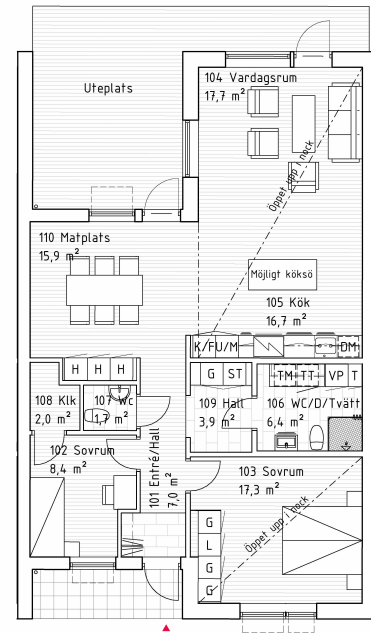 Uteplats
104 Vardagsrum
17,7 m²
Öppet upp i nock
110 Matplats
15,9 m²
Möjligt köksö
105 Kök
16,7 m²
K/F U/M DM
H H H
G ST
TM TT VP T
108 Klk
2,0 m²
107 Wc
1,7 m²
109 Hall
3,9 m²
106 WC/D/Tvätt
6,4 m²
102 Sovrum
8,4 m²
101 Entré/Hall
7,0 m²
103 Sovrum
17,3 m²
Öppet upp i nock
G
L
G
G